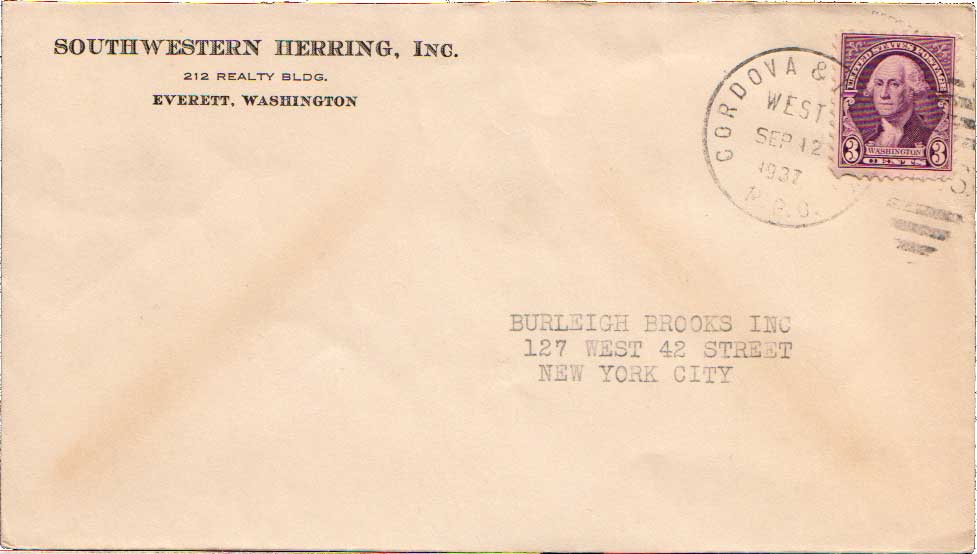 SOUTHWESTERN HERRING, INC.
212 REALTY BLDG.
EVERETT, WASHINGTON
CORDOVA &
WEST
SEP 12
1937
R.P.O.
UNITED STATES POSTAGE
WASHINGTON
3 CENTS 3
BURLEIGH BROOKS INC
127 WEST 42 STREET
NEW YORK CITY